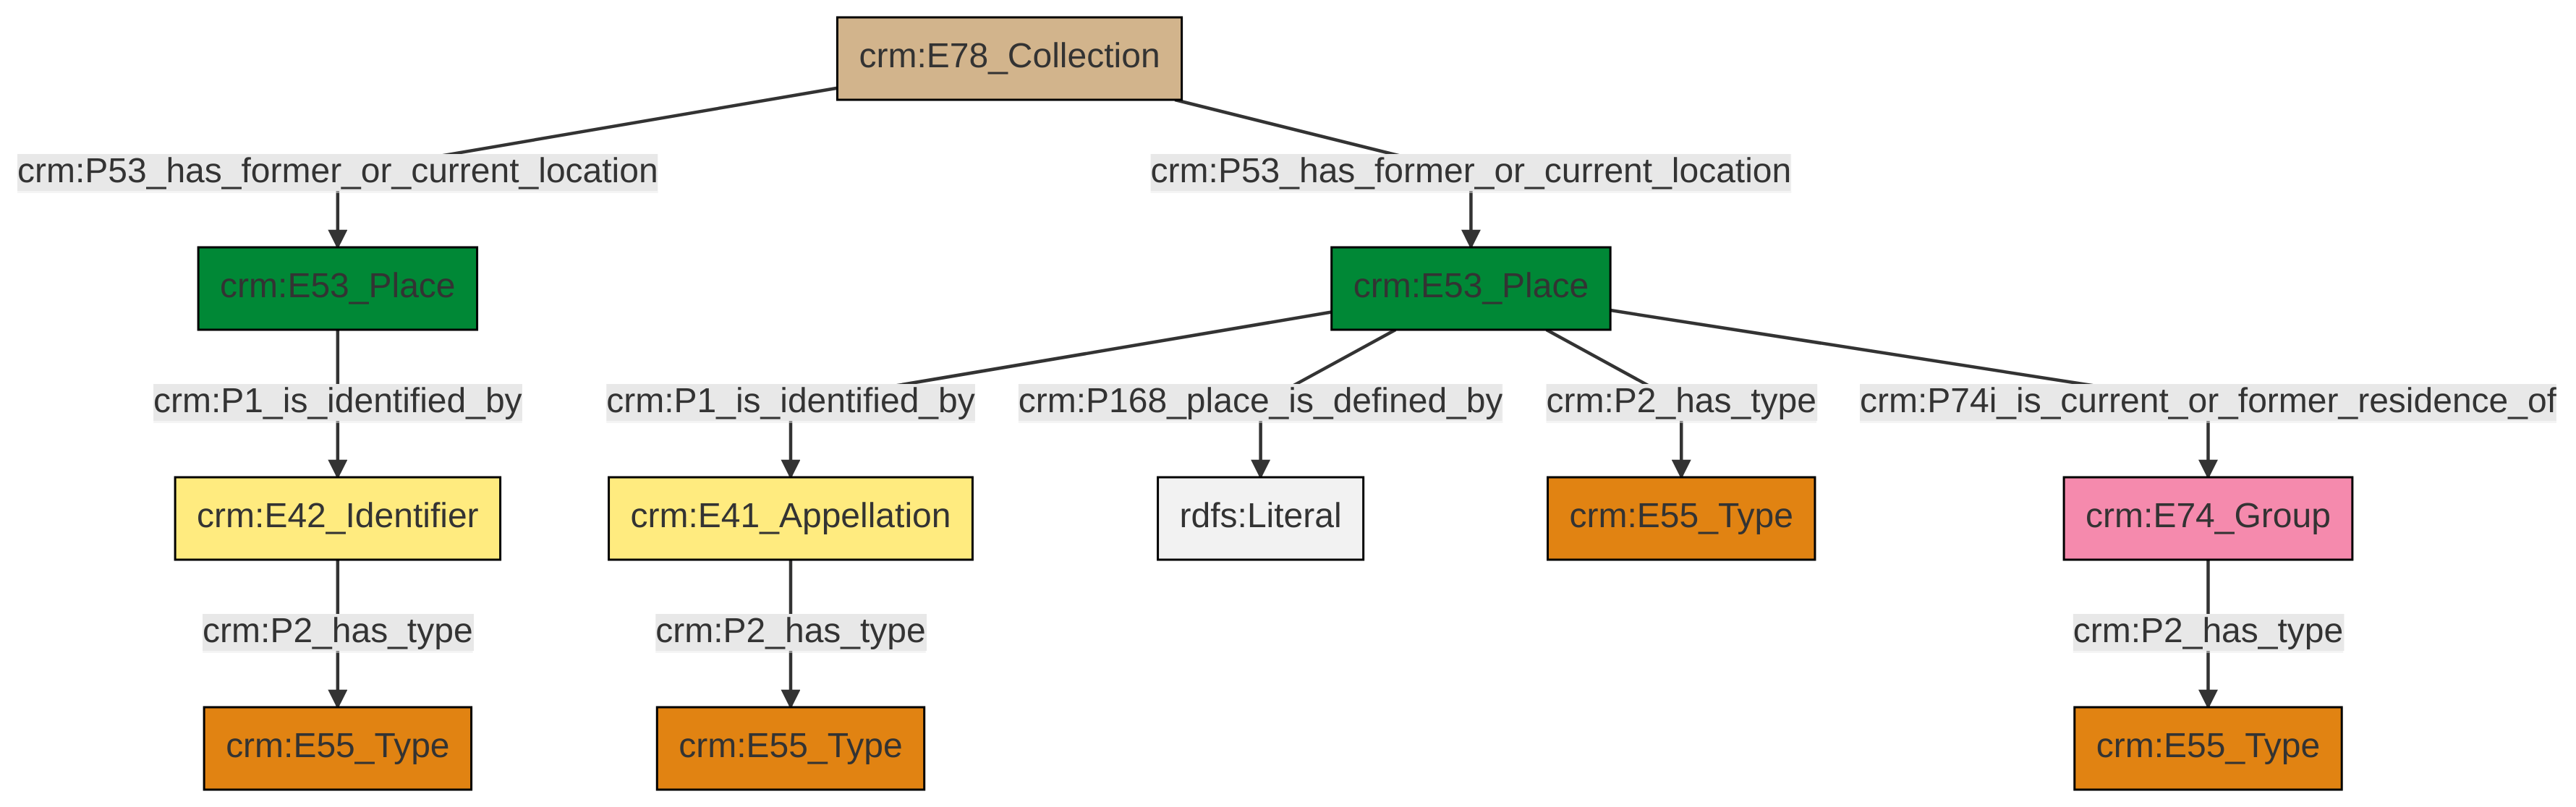 crm:E78_Collection
crm:P53_has_former_or_current_location
crm:P53_has_former_or_current_location
crm:E53_Place
crm:E53_Place
crm:P1_is_identified_by
crm:P1_is_identified_by
crm:P168_place_is_defined_by
crm:P2_has_type
crm:P74i_is_current_or_former_residence_of
crm:E42_Identifier
crm:E41_Appellation
rdfs:Literal
crm:E55_Type
crm:E74_Group
crm:P2_has_type
crm:P2_has_type
crm:P2_has_type
crm:E55_Type
crm:E55_Type
crm:E55_Type